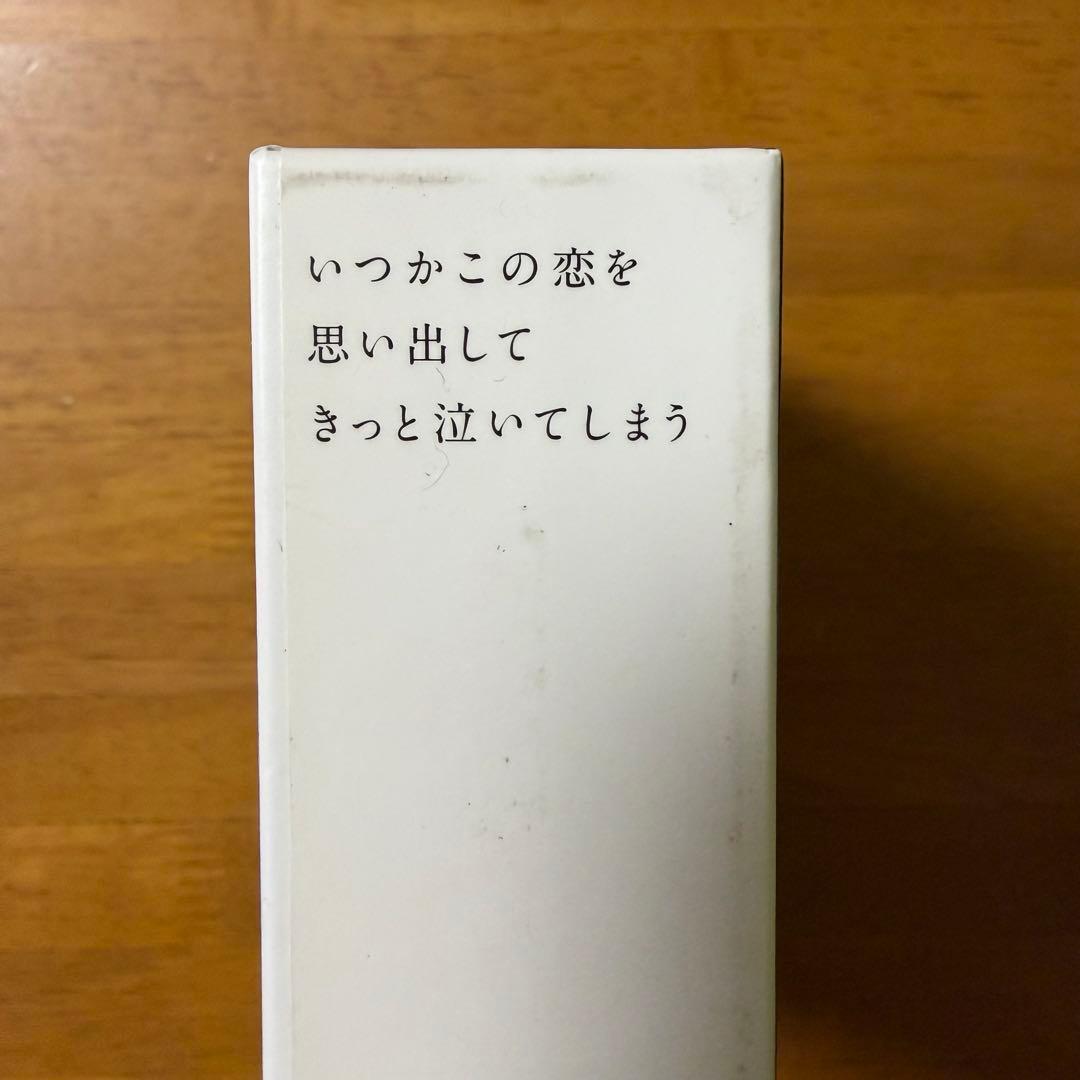 いつかこの恋を
思い出して
きっと泣いてしまう